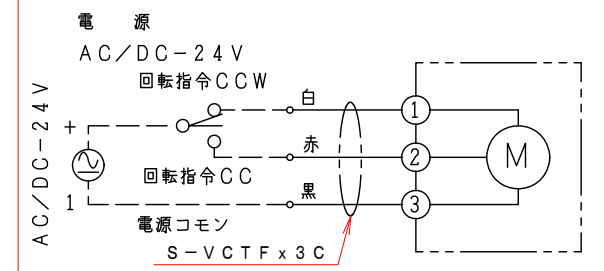 電 源
AC/DC-24V
回転指令CCW
白
1
赤
2
M
回転指令CC
黒
3
電源コモン
S-VCTFx3C
AC/DC-24V
+
1